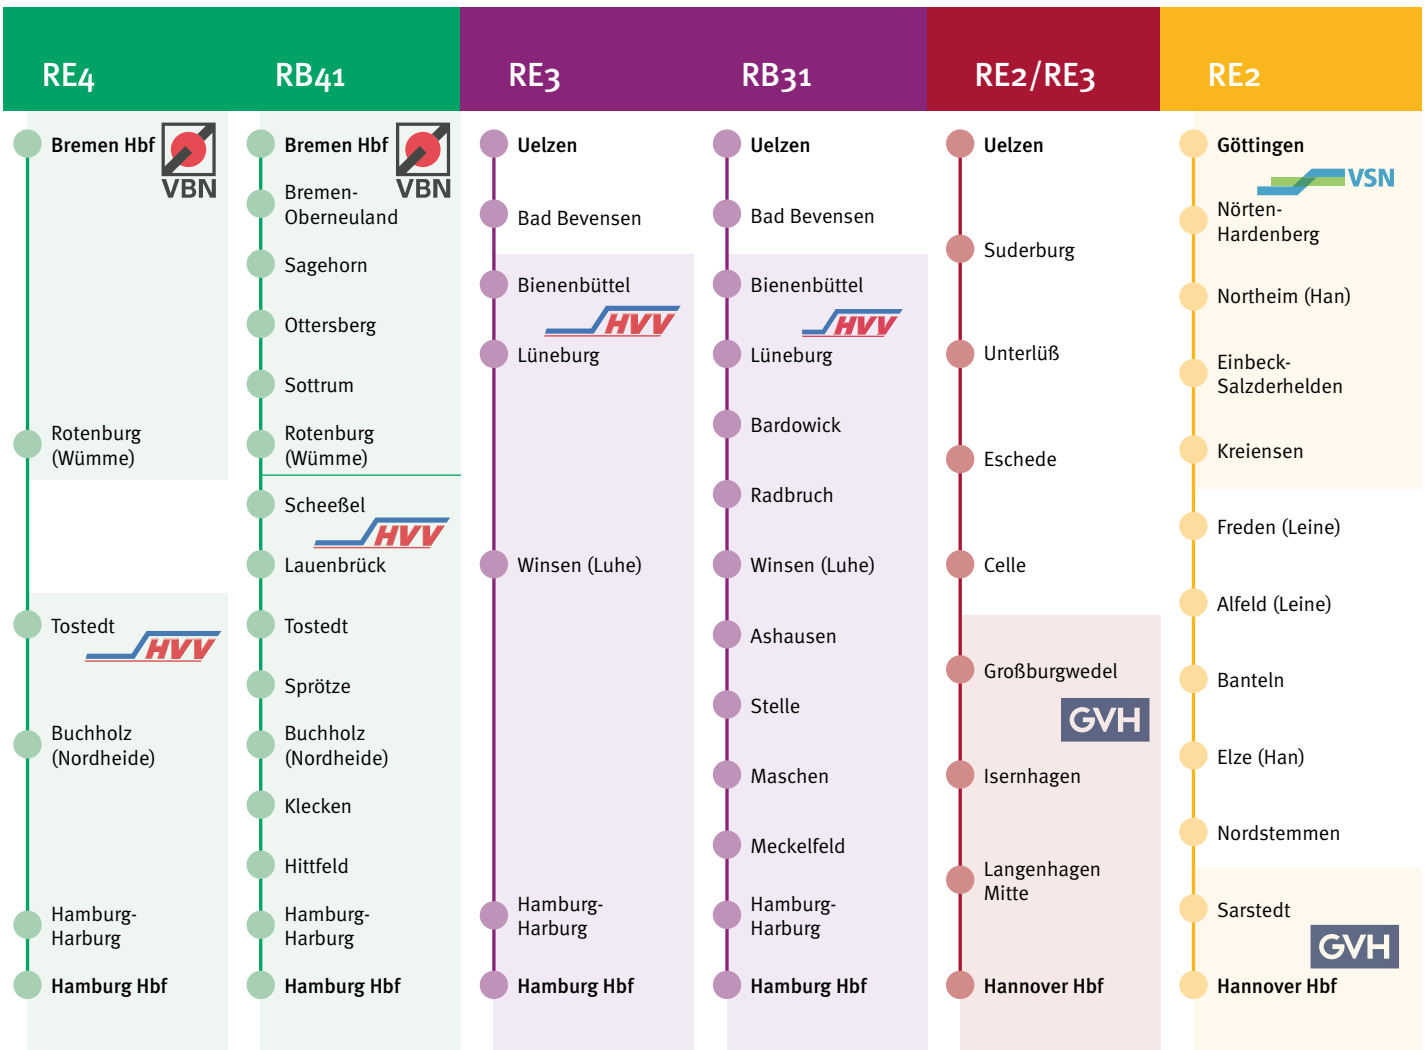 RE4
Bremen Hbf
VBN
Rotenburg
(Wümme)
Tostedt
HVV
Buchholz
(Nordheide)
Hamburg-
Harburg
Hamburg Hbf
RB41
Bremen Hbf
VBN
Bremen-
Oberneuland
Sagehorn
Ottersberg
Sottrum
Rotenburg
(Wümme)
Scheeßel
HVV
Lauenbrück
Tostedt
Sprötze
Buchholz
(Nordheide)
Klecken
Hittfeld
Hamburg-
Harburg
Hamburg Hbf
RE3
Uelzen
Bad Bevensen
Bienenbüttel
HVV
Lüneburg
Winsen (Luhe)
Hamburg-
Harburg
Hamburg Hbf
RB31
Uelzen
Bad Bevensen
Bienenbüttel
HVV
Lüneburg
Bardowick
Radbruch
Winsen (Luhe)
Ashausen
Stelle
Maschen
Meckelfeld
Hamburg-
Harburg
Hamburg Hbf
RE2/RE3
Uelzen
Suderburg
Unterlüß
Eschede
Celle
Großburgwedel
GVH
Isernhagen
Langenhagen
Mitte
Hannover Hbf
RE2
Göttingen
VSN
Nörten-
Hardenberg
Northeim (Han)
Einbeck-
Salzderhelden
Kreiensen
Freden (Leine)
Alfeld (Leine)
Banteln
Elze (Han)
Nordstemmen
Sarstedt
GVH
Hannover Hbf